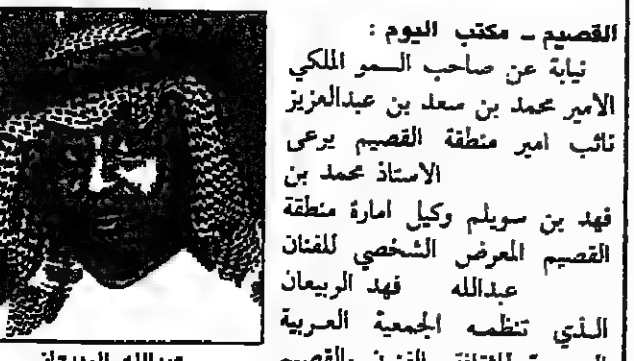 القصيم ـ مكتب اليوم :
نيابة عن صاحب السمو الملكي
الأمير محمد بن سعد بن عبدالعزيز
نائب امير منطقة القصيم يرعى
الاستاذ محمد بن
فهد بن سويلم وكيل امارة منطقة
القصيم المعرض الشخصي للفنان
عبدالله فهد الربيعان
الذي تنظمه الجمعية العربية